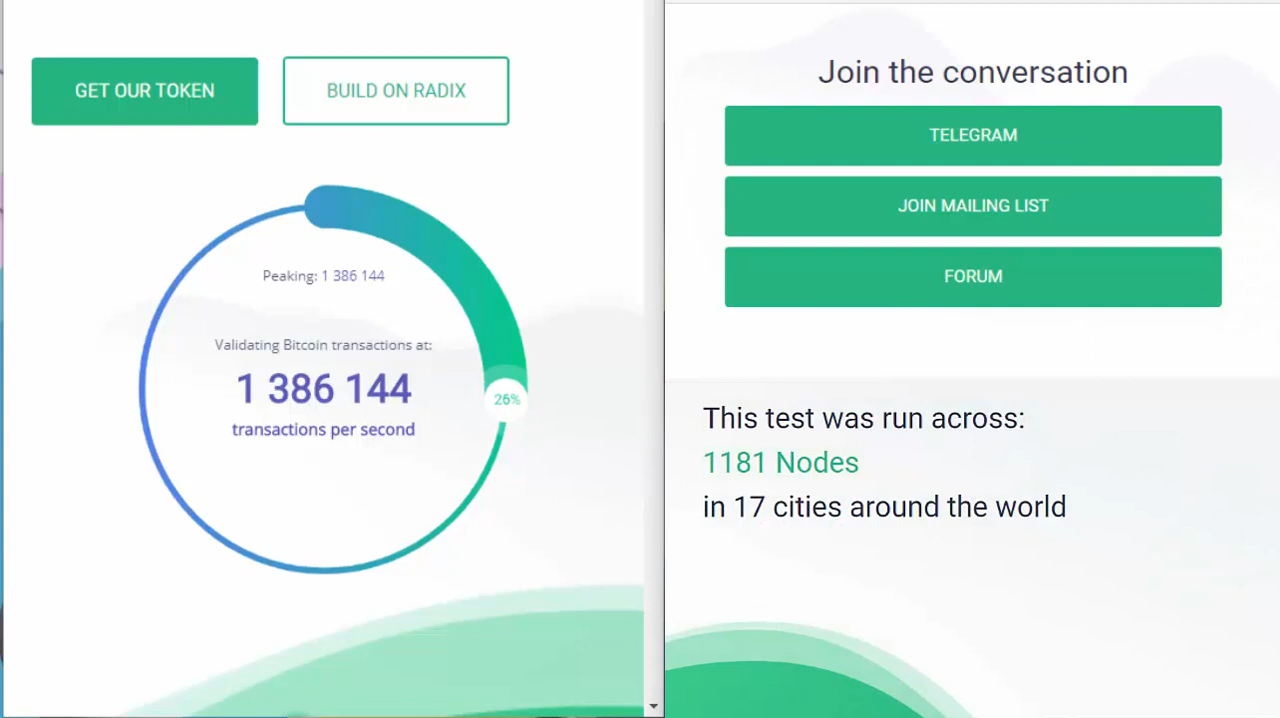 GET OUR TOKEN
BUILD ON RADIX
Peaking: 1 386 144
Validating Bitcoin transactions at:
1 386 144
transactions per second
26%
Join the conversation
TELEGRAM
JOIN MAILING LIST
FORUM
This test was run across:
1181 Nodes
in 17 cities around the world